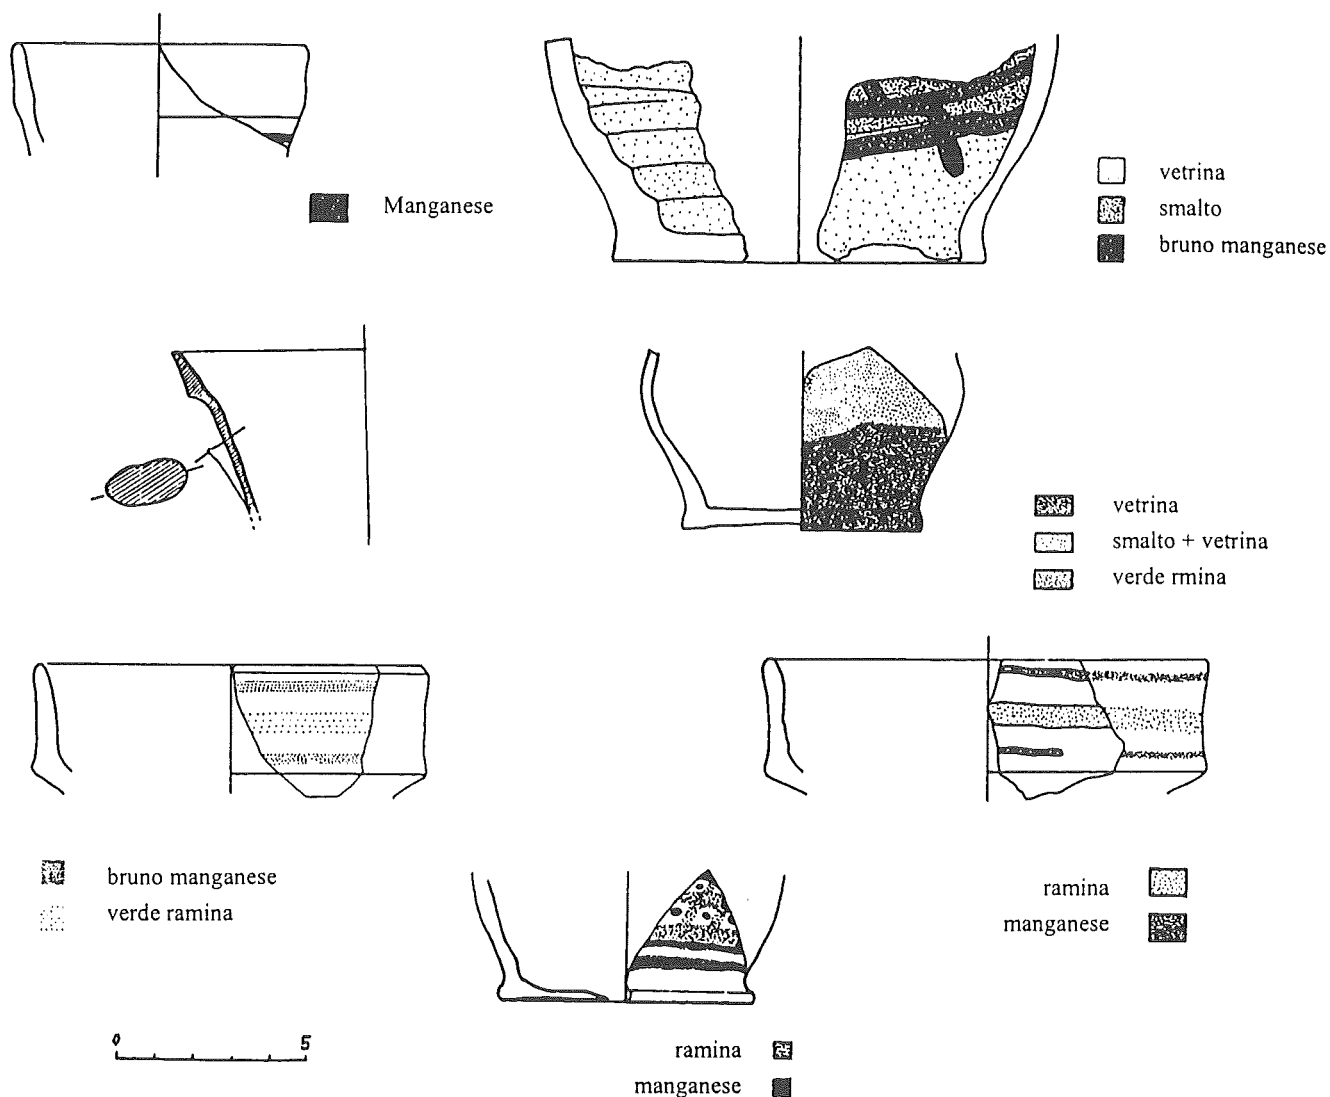 Manganese
vetrina
smalto
bruno manganese
vetrina
smalto + vetrina
verde rmina
bruno manganese
verde ramina
ramina
manganese
0 5
ramina
manganese